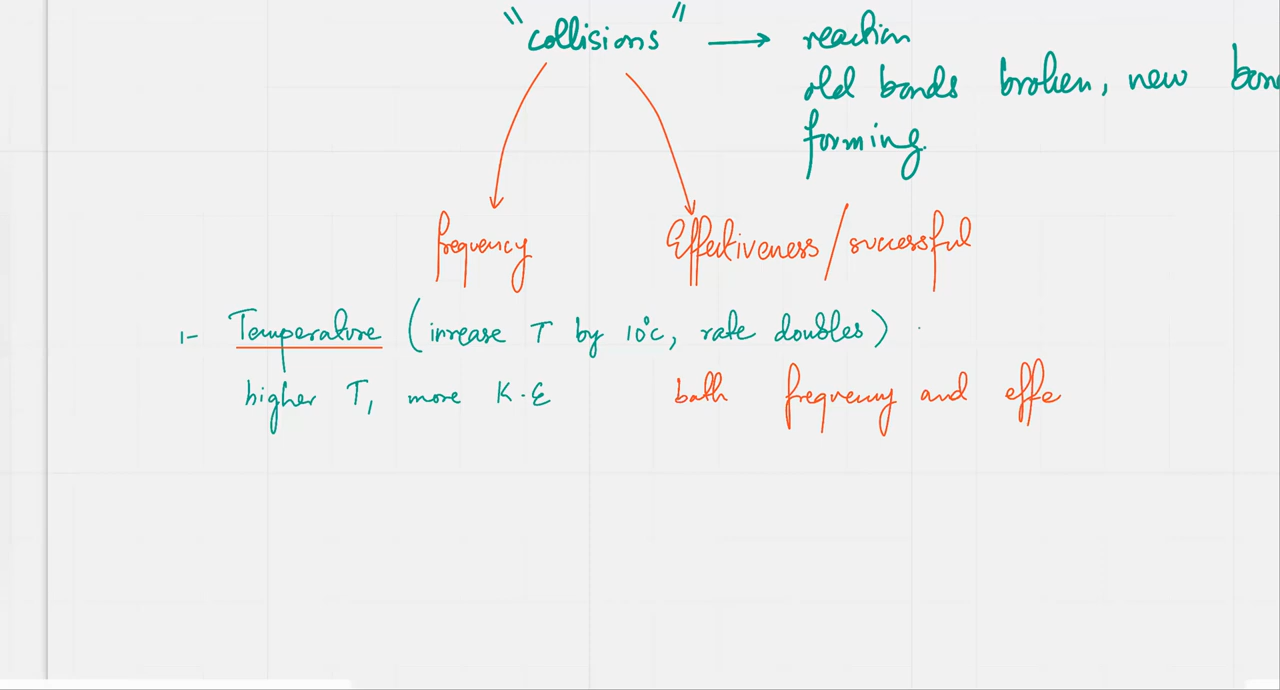 "collisions" → reaction
old bonds broken, new bon
forming.
frequency Effectiveness/successful
1- Temperature (increase T by 10°C, rate doubles)
higher T, more K.E both frequency and effe